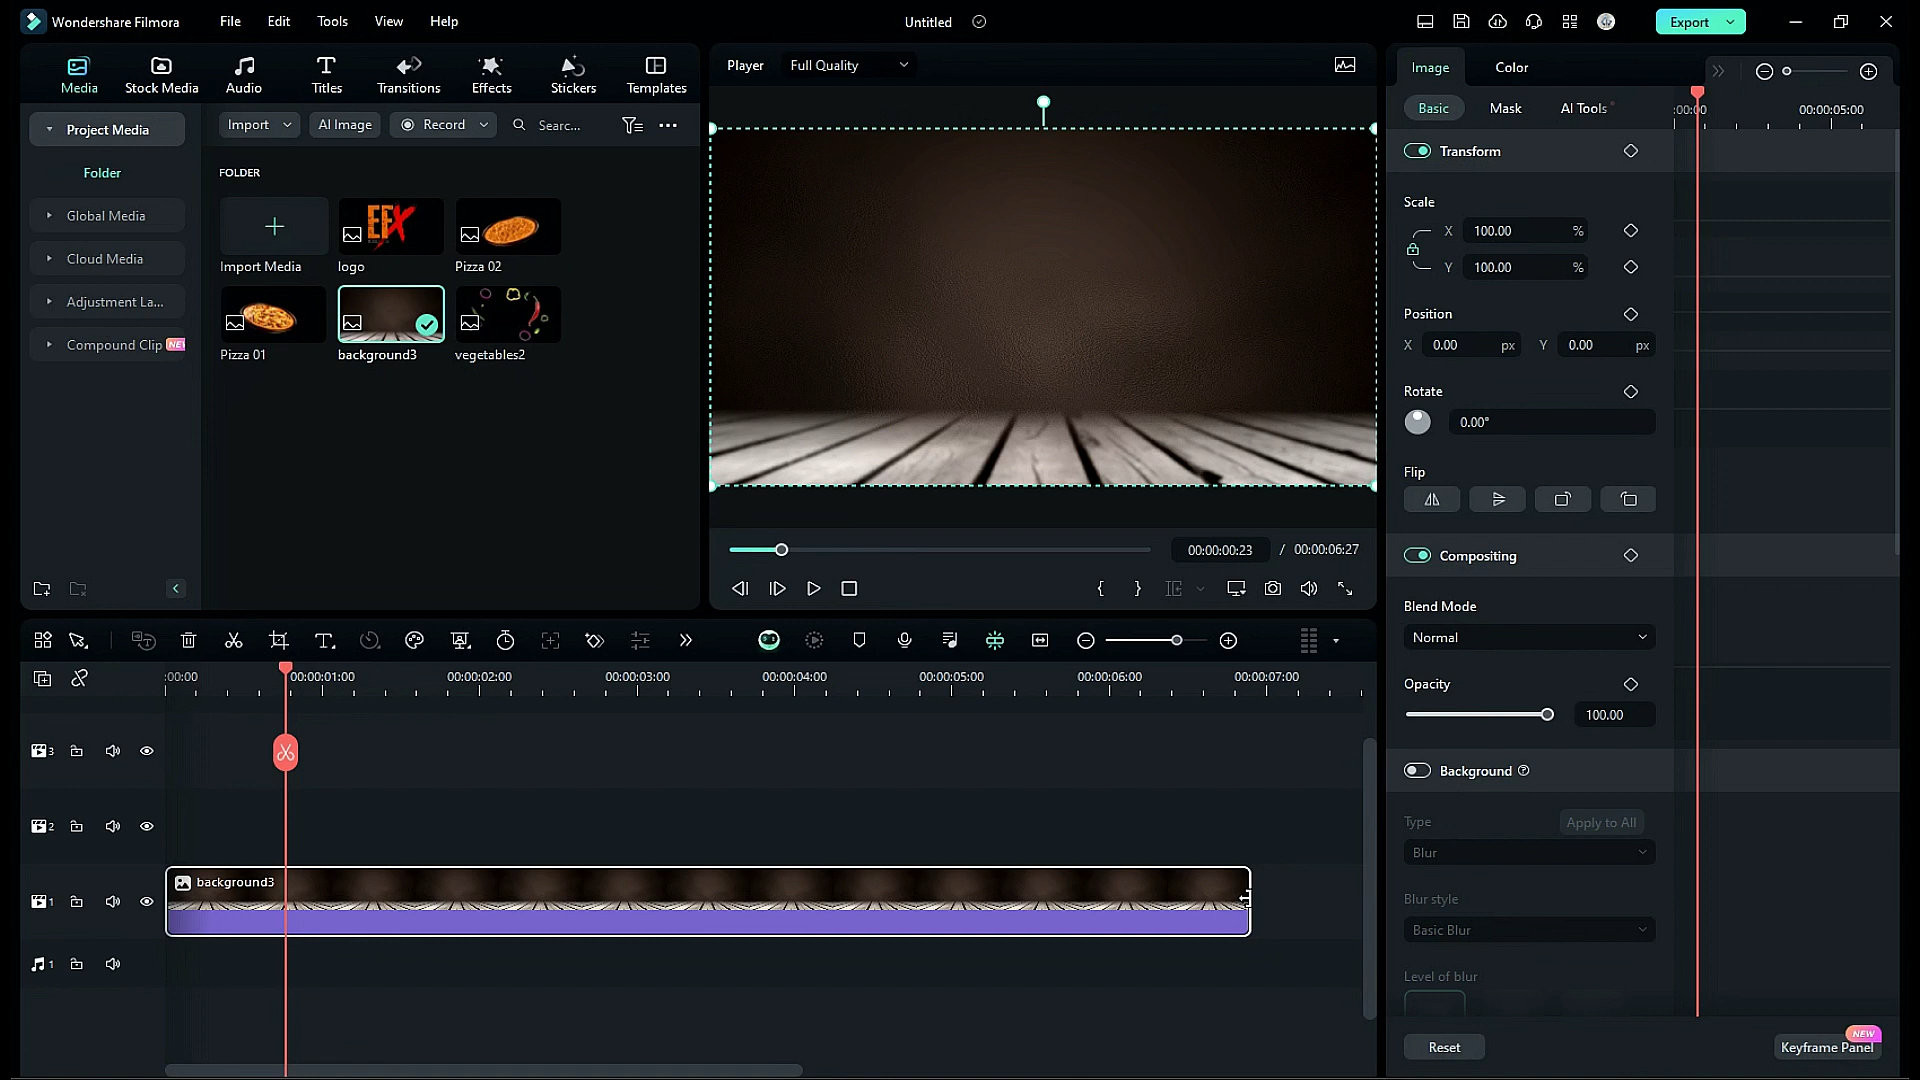 Wondershare Filmora
File
Edit
Tools
View
Help
Untitled
Export
Media
Stock Media
Audio
Titles
Transitions
Effects
Stickers
Templates
Player
Full Quality
Image
Color
Project Media
Import
AI Image
Record
Searc...
Basic
Mask
AI Tools
:00:00
00:00:05:00
Folder
FOLDER
Transform
Global Media
Cloud Media
Adjustment La...
Compound Clip NEW
EFX
Import Media
logo
Pizza 02
Pizza 01
background3
vegetables2
Scale
X 100.00 %
Y 100.00 %
Position
X 0.00 px Y 0.00 px
Rotate
0.00°
Flip
00:00:00:23 / 00:00:06:27
Compositing
Blend Mode
Normal
Opacity
100.00
Background
Type
Apply to All
Blur
Blur style
Basic Blur
Level of blur
Reset
NEW
Keyframe Panel
:00:00
00:00:01:00
00:00:02:00
00:00:03:00
00:00:04:00
00:00:05:00
00:00:06:00
00:00:07:00
3
2
background3
1
1